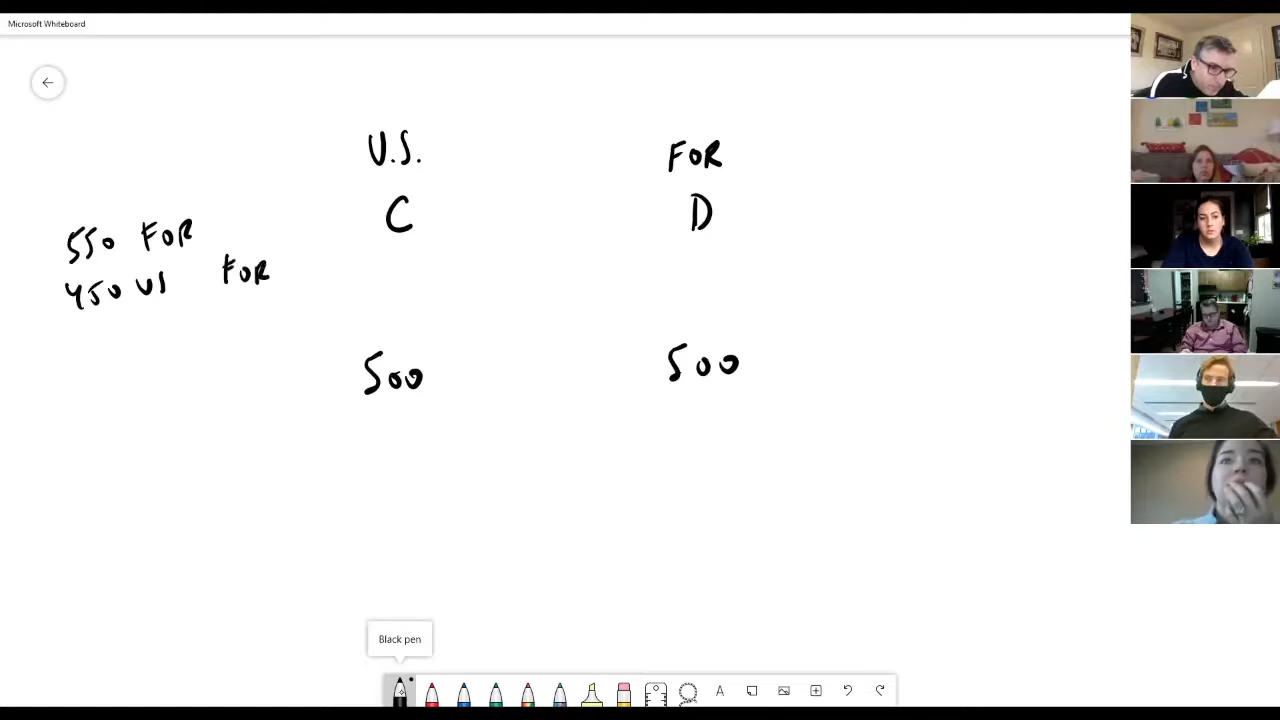 Microsoft Whiteboard
U.S. FOR
C D
550 FOR
450 US FOR
500 500
Black pen
A